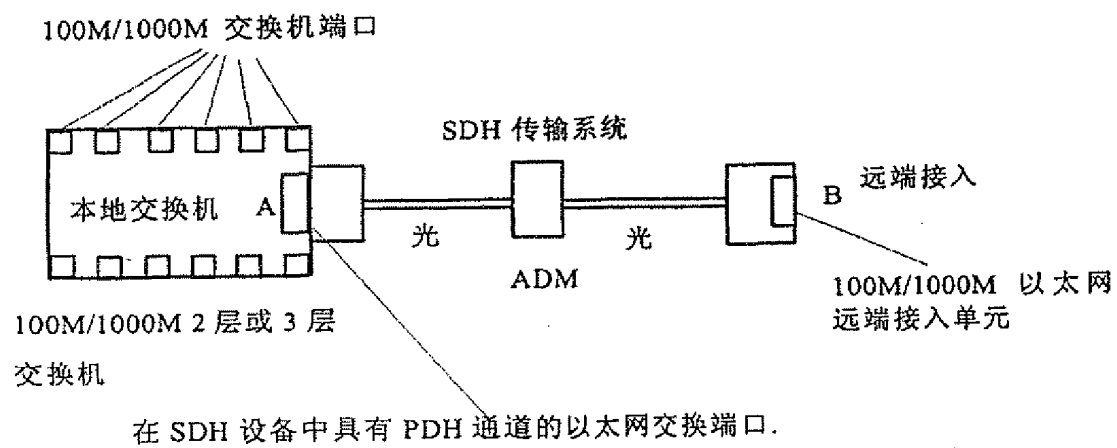 100M/1000M 交换机端口
SDH 传输系统
本地交换机 A
B 远端接入
光 光
ADM
100M/1000M 以太网
远端接入单元
100M/1000M 2 层或 3 层
交换机
在 SDH 设备中具有 PDH 通道的以太网交换端口.